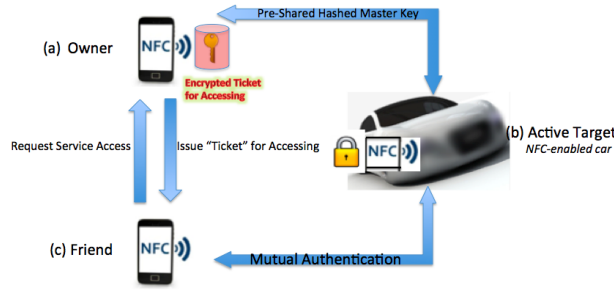 Pre-Shared Hashed Master Key
(a) Owner
NFC
Encrypted Ticket
for Accessing
Request Service Access
Issue “Ticket” for Accessing
NFC
(b) Active Target
NFC-enabled car
(c) Friend
NFC
Mutual Authentication